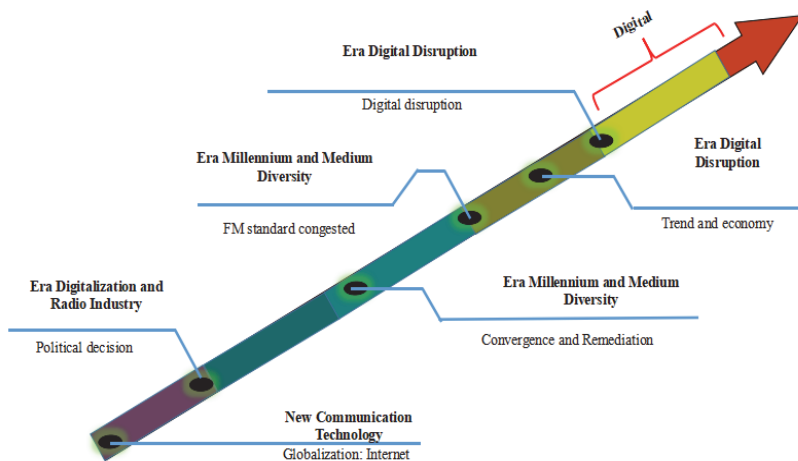 Digital
Era Digital Disruption
Digital disruption
Era Digital
Disruption
Trend and economy
Era Millennium and Medium
Diversity
FM standard congested
Era Millennium and Medium
Diversity
Convergence and Remediation
Era Digitalization and
Radio Industry
Political decision
New Communication
Technology
Globalization: Internet